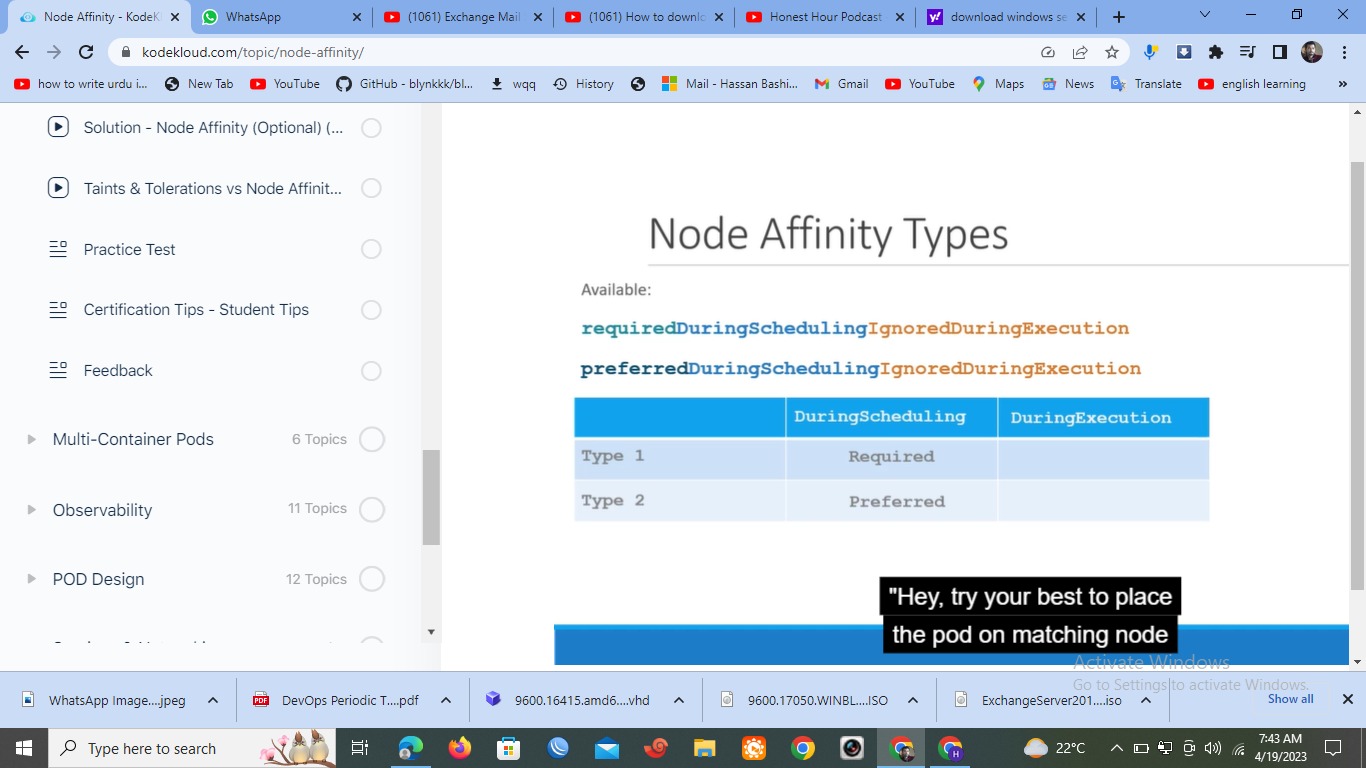 Node Affinity - KodeK
WhatsApp
(1061) Exchange Mail
(1061) How to downlo
Honest Hour Podcast
download windows se
kodekloud.com/topic/node-affinity/
how to write urdu i...
New Tab
YouTube
GitHub - blynkkk/bl...
wqq
History
Mail - Hassan Bashi...
Gmail
YouTube
Maps
News
Translate
english learning
»
Solution - Node Affinity (Optional) (...
Taints & Tolerations vs Node Affinit...
Practice Test
Certification Tips - Student Tips
Feedback
Multi-Container Pods 6 Topics
Observability 11 Topics
POD Design 12 Topics
Node Affinity Types
Available:
requiredDuringSchedulingIgnoredDuringExecution
preferredDuringSchedulingIgnoredDuringExecution
DuringScheduling DuringExecution
Type 1 Required
Type 2 Preferred
"Hey, try your best to place
the pod on matching node
Activate Windows
Go to Settings to activate Windows.
WhatsApp Image....jpeg
DevOps Periodic T....pdf
9600.16415.amd6....vhd
9600.17050.WINBL....ISO
ExchangeServer201....iso
Show all
Type here to search
22°C
7:43 AM
4/19/2023